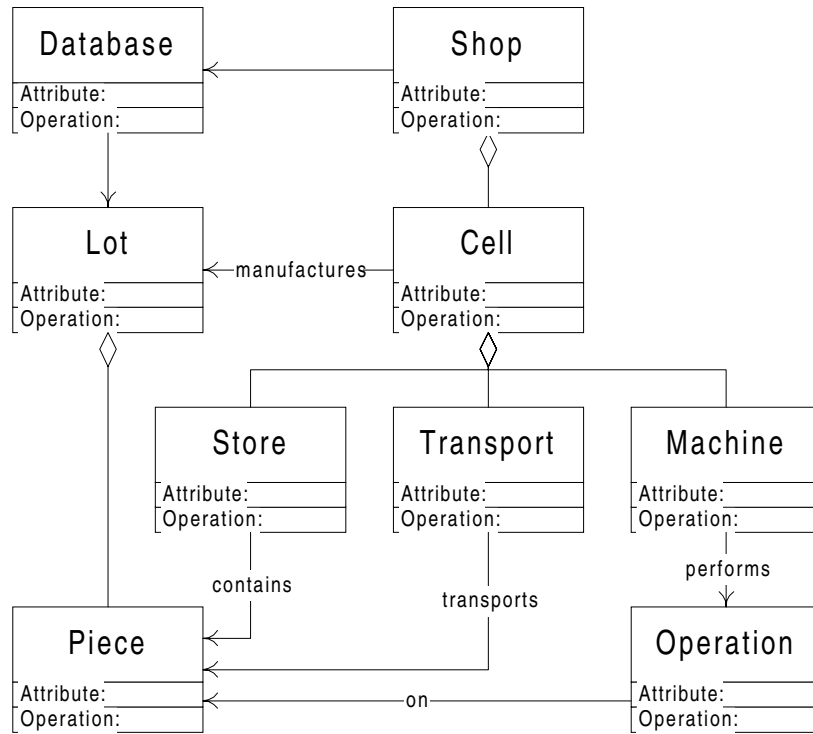 Database
Attribute:
Operation:
Shop
Attribute:
Operation:
Lot
Attribute:
Operation:
manufactures
Cell
Attribute:
Operation:
Store
Attribute:
Operation:
Transport
Attribute:
Operation:
Machine
Attribute:
Operation:
contains
transports
performs
Piece
Attribute:
Operation:
on
Operation
Attribute:
Operation: